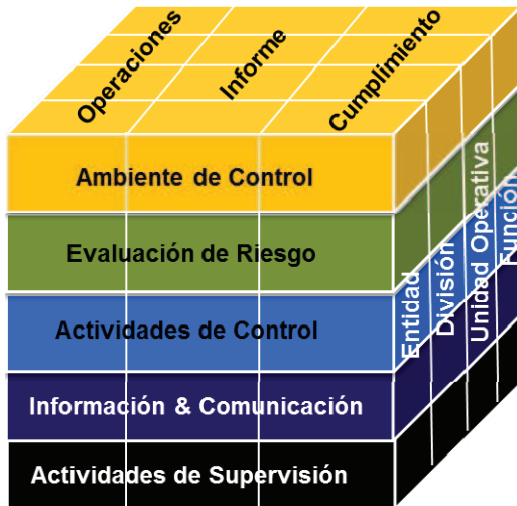 Operaciones
Informe
Cumplimiento
Ambiente de Control
Evaluación de Riesgo
Actividades de Control
Información & Comunicación
Actividades de Supervisión
Entidad
División
Unidad Operativa
Función